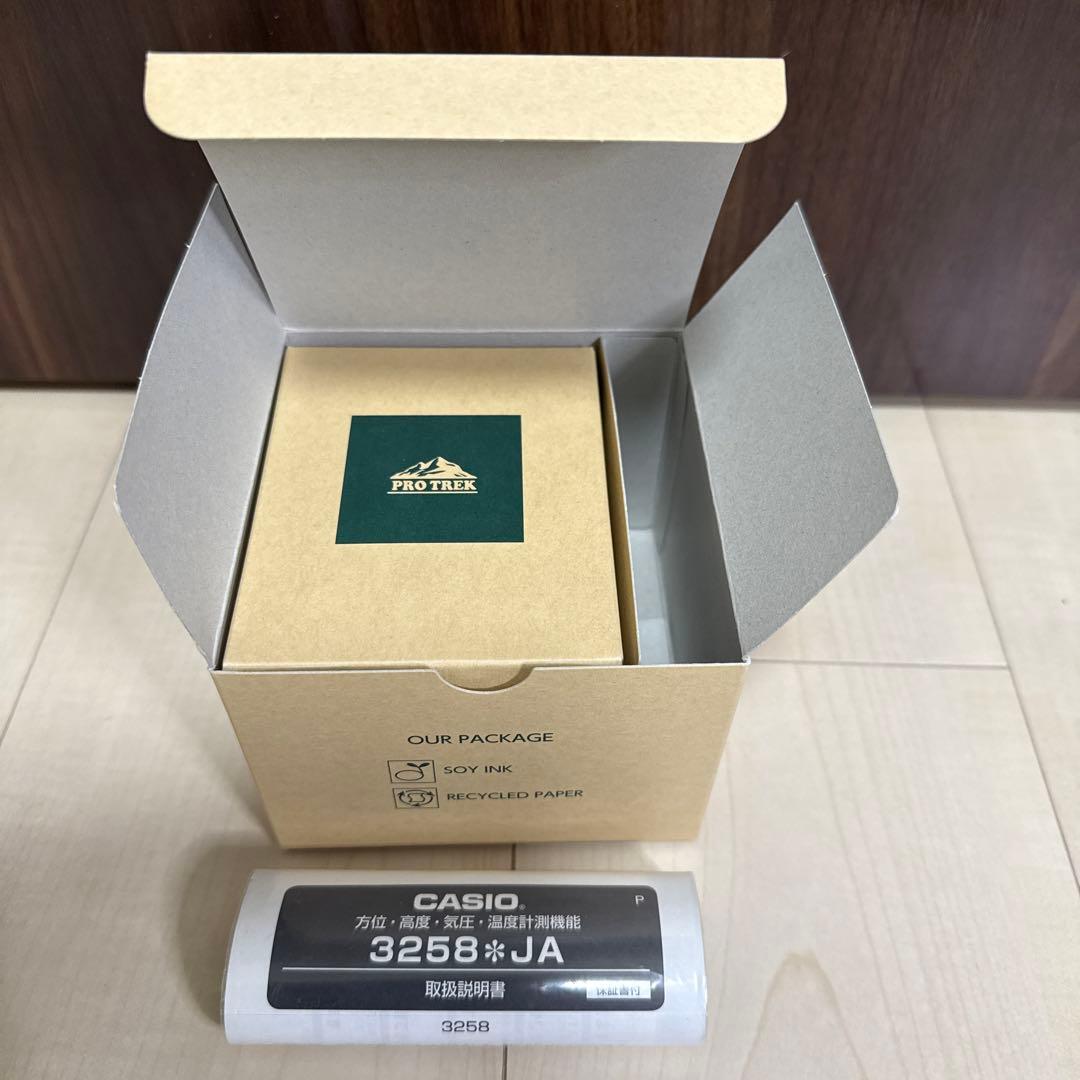 PRO TREK
OUR PACKAGE
SOY INK
RECYCLED PAPER
CASIO®
P
方位・高度・気圧・温度計測機能
3258*JA
取扱説明書
保証書付
3258